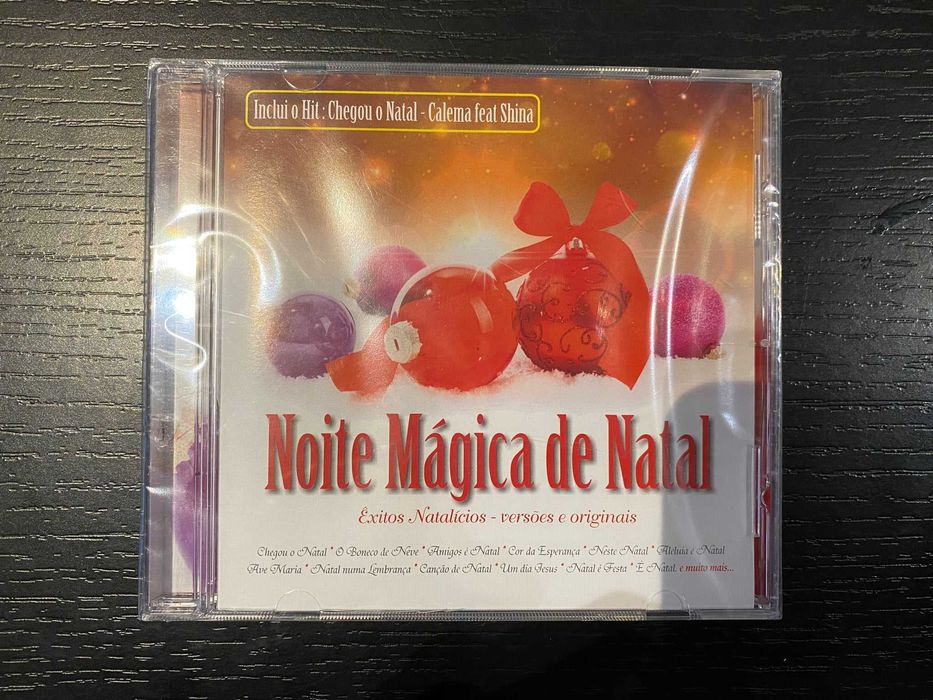 Inclui o Hit : Chegou o Natal - Calema feat Shina
Noite Mágica de Natal
Êxitos Natalícios - versões e originais
Chegou o Natal * O Boneco de Neve * Amigos é Natal * Cor da Esperança * Neste Natal * Aleluia é Natal
Ave Maria * Natal numa Lembrança * Canção de Natal * Um dia Jesus * Natal é Festa * É Natal, e muito mais...